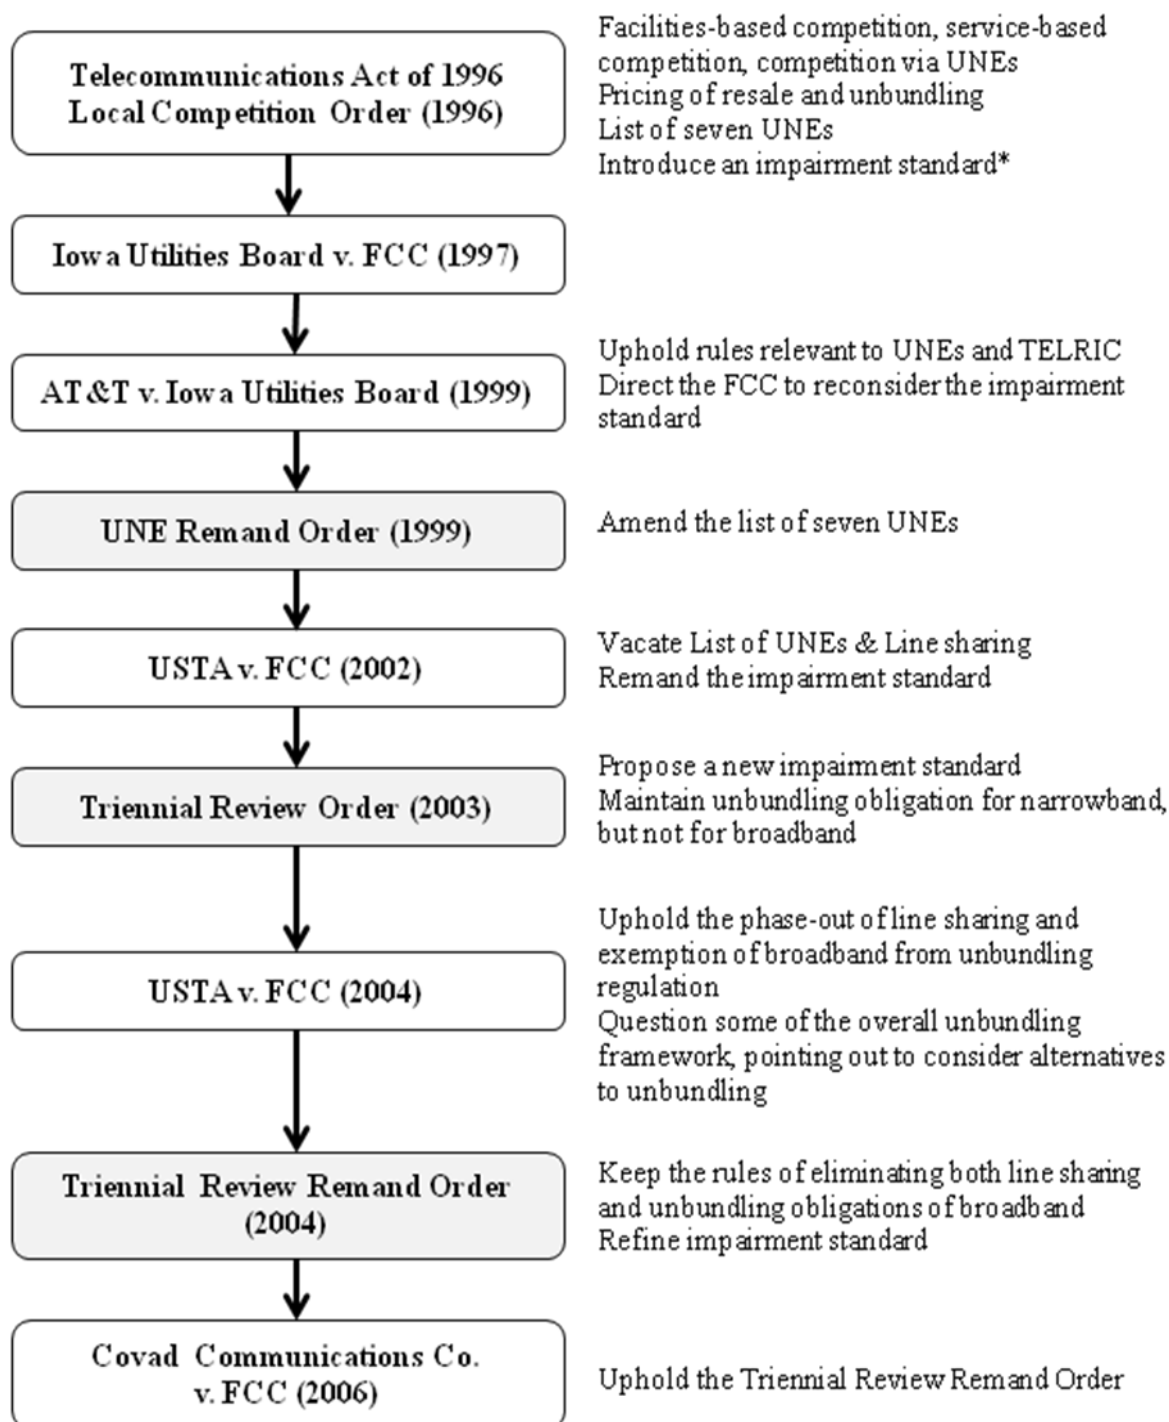 Telecommunications Act of 1996
Local Competition Order (1996)
Facilities-based competition, service-based
competition, competition via UNEs
Pricing of resale and unbundling
List of seven UNEs
Introduce an impairment standard*
Iowa Utilities Board v. FCC (1997)
AT&T v. Iowa Utilities Board (1999)
Uphold rules relevant to UNEs and TELRIC
Direct the FCC to reconsider the impairment
standard
UNE Remand Order (1999)
Amend the list of seven UNEs
USTA v. FCC (2002)
Vacate List of UNEs & Line sharing
Remand the impairment standard
Triennial Review Order (2003)
Propose a new impairment standard
Maintain unbundling obligation for narrowband,
but not for broadband
USTA v. FCC (2004)
Uphold the phase-out of line sharing and
exemption of broadband from unbundling
regulation
Question some of the overall unbundling
framework, pointing out to consider alternatives
to unbundling
Triennial Review Remand Order
(2004)
Keep the rules of eliminating both line sharing
and unbundling obligations of broadband
Refine impairment standard
Covad Communications Co.
v. FCC (2006)
Uphold the Triennial Review Remand Order